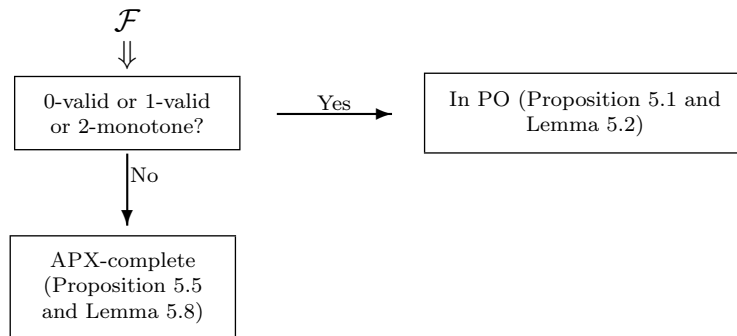 ℱ
⇓
0-valid or 1-valid
or 2-monotone?
Yes
In PO (Proposition 5.1 and
Lemma 5.2)
No
APX-complete
(Proposition 5.5
and Lemma 5.8)